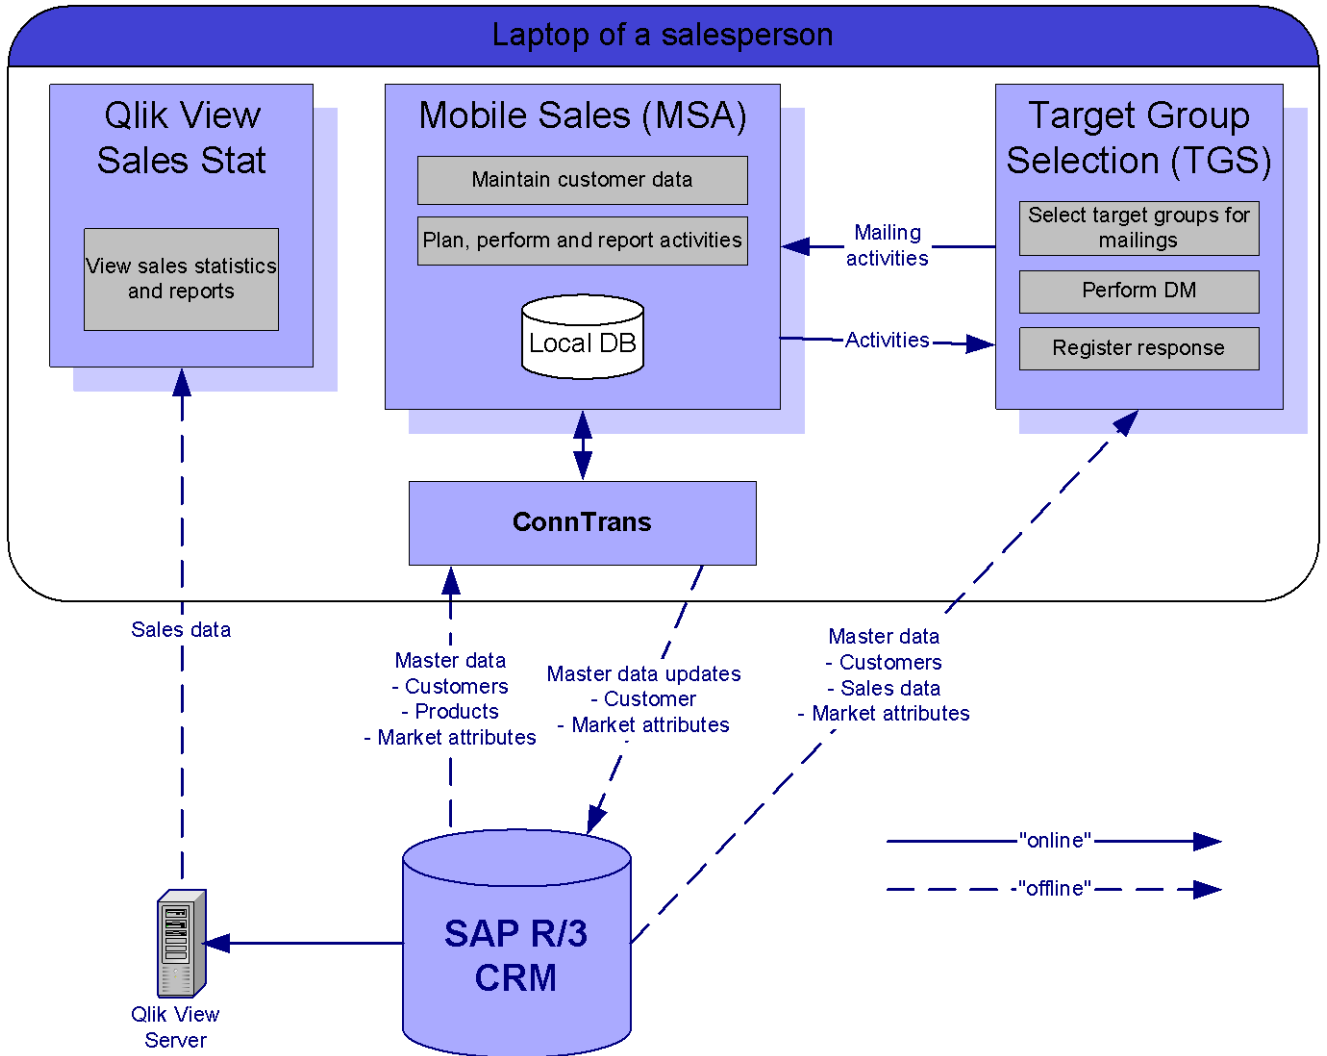 Laptop of a salesperson
Qlik View
Sales Stat
View sales statistics
and reports
Mobile Sales (MSA)
Maintain customer data
Plan, perform and report activities
Local DB
Target Group
Selection (TGS)
Select target groups for
mailings
Perform DM
Register response
Mailing
activities
Activities
ConnTrans
Sales data
Master data
- Customers
- Products
- Market attributes
Master data updates
- Customer
- Market attributes
Master data
- Customers
- Sales data
- Market attributes
"online"
"offline"
SAP R/3
CRM
Qlik View
Server